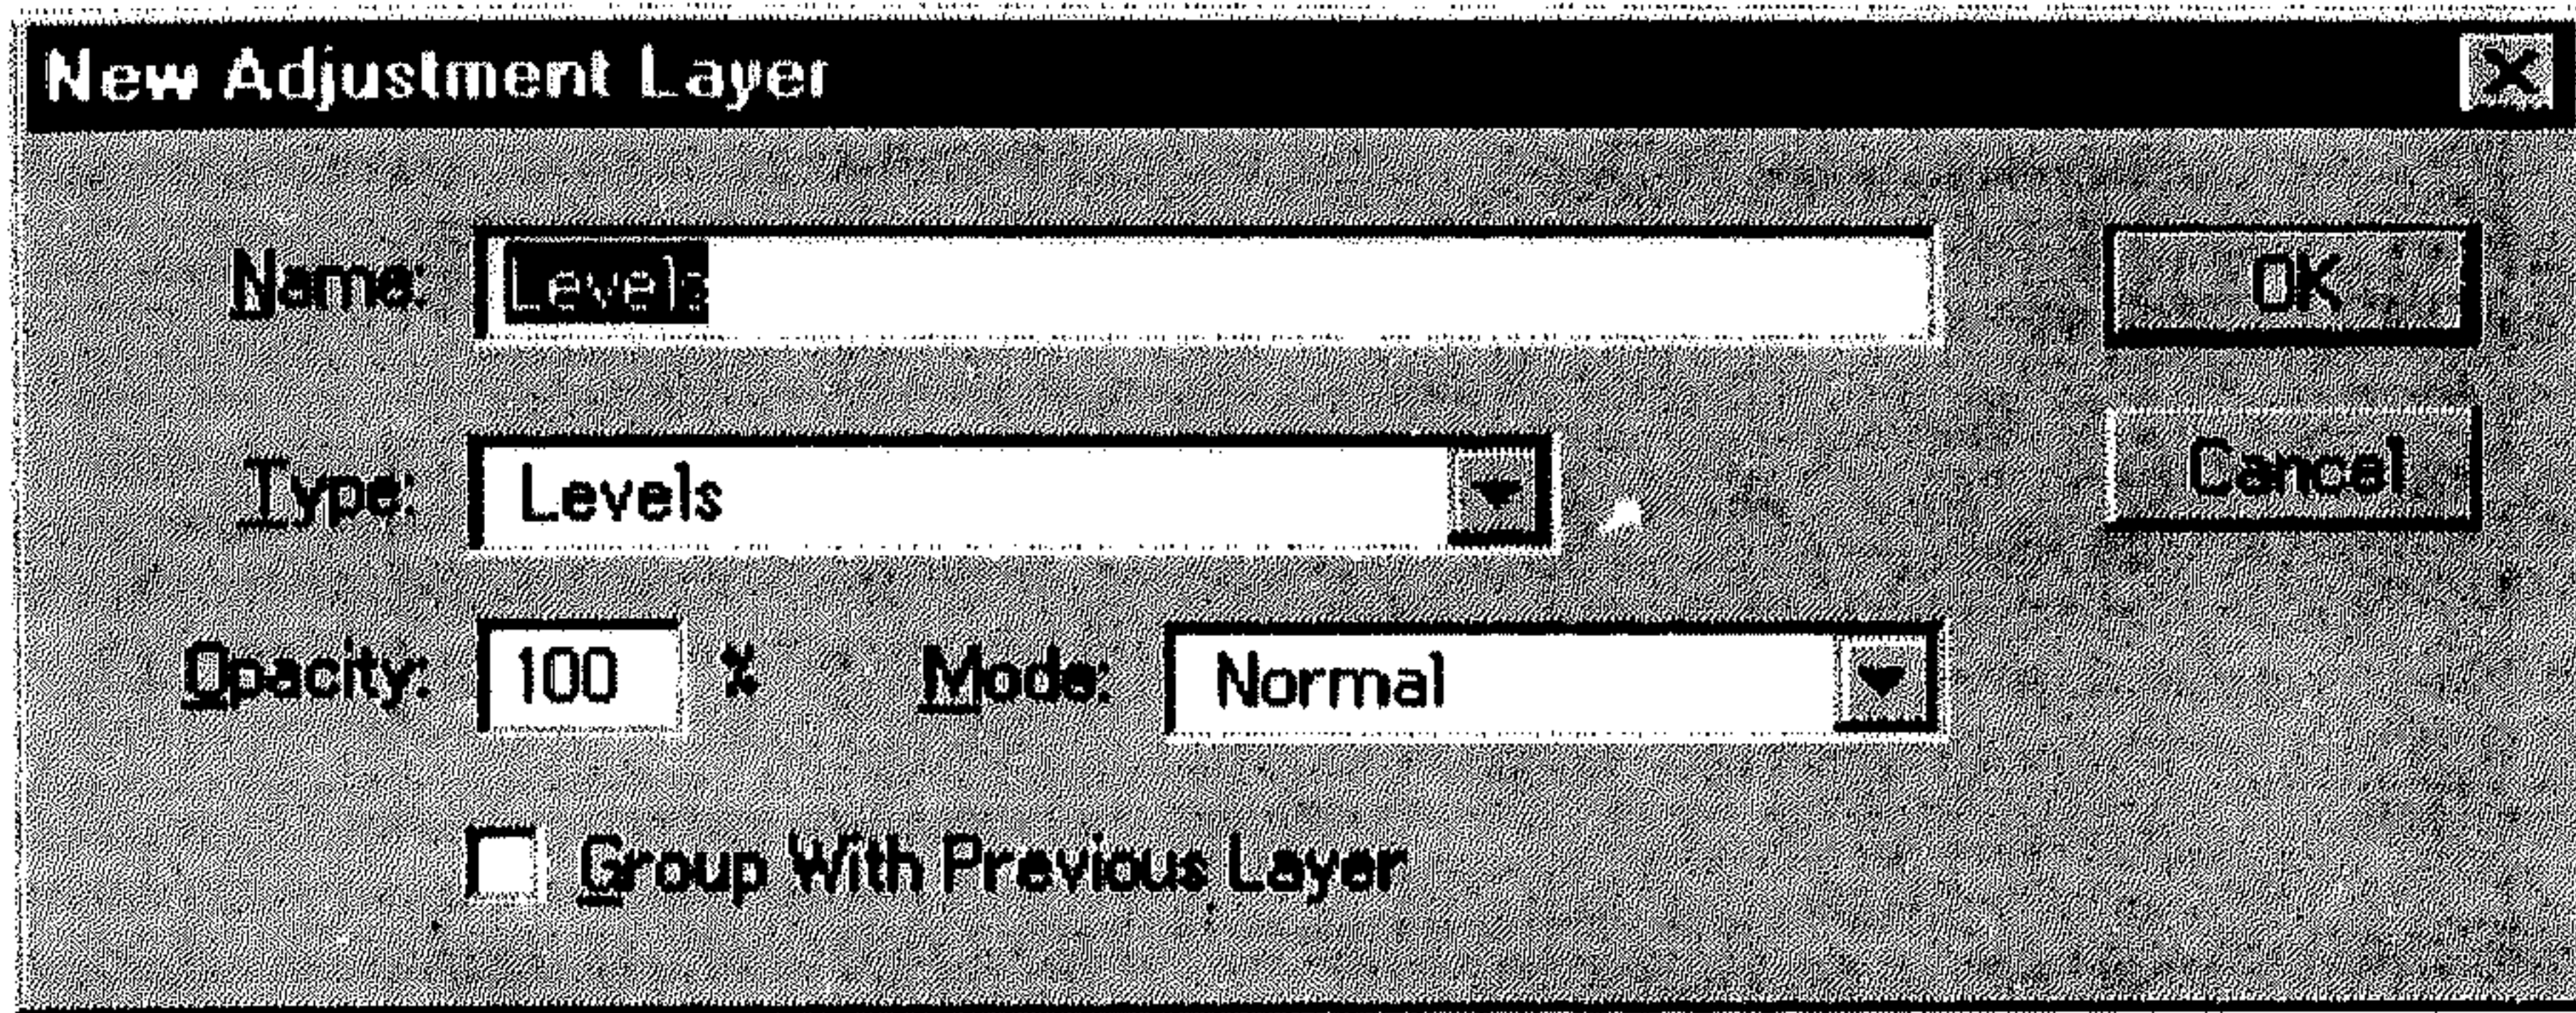 New Adjustment Layer
Name: Levels
OK
Type: Levels
Cancel
Opacity: 100 % Mode: Normal
Group With Previous Layer